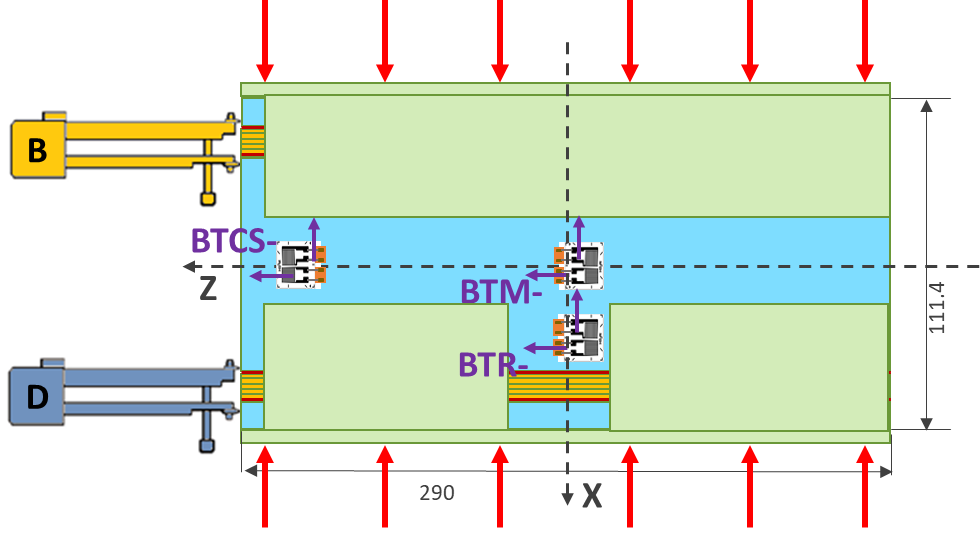 B
BTCS-
Z
BTM-
111.4
BTR-
D
290
X